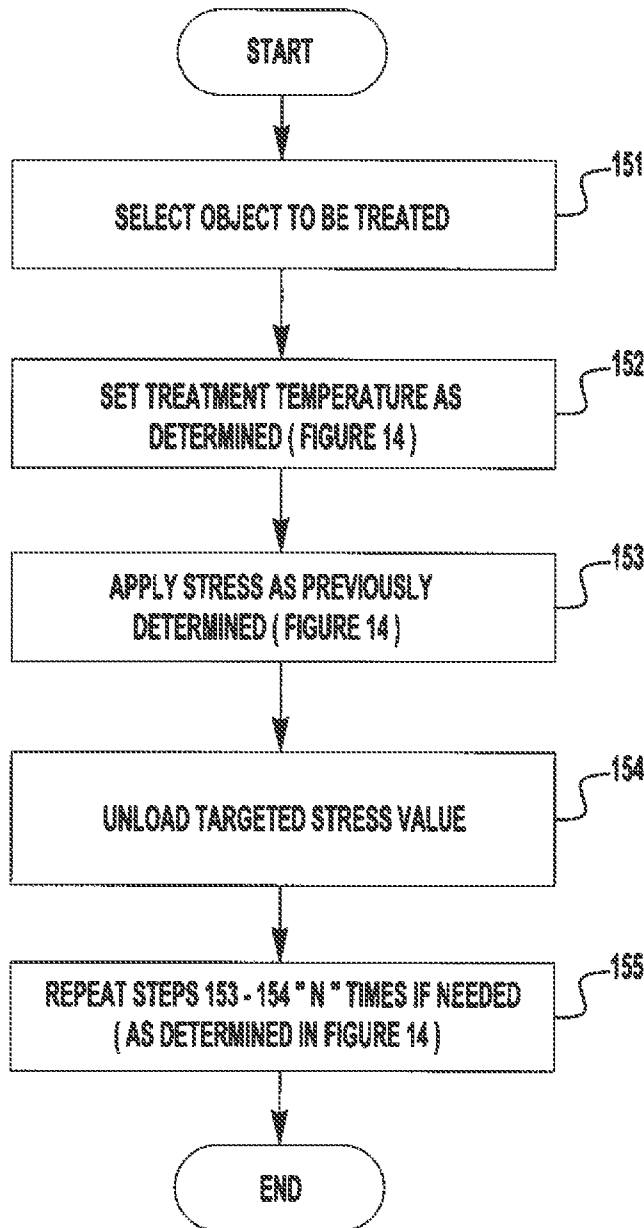 START
151
SELECT OBJECT TO BE TREATED
152
SET TREATMENT TEMPERATURE AS
DETERMINED ( FIGURE 14 )
153
APPLY STRESS AS PREVIOUSLY
DETERMINED ( FIGURE 14 )
154
UNLOAD TARGETED STRESS VALUE
155
REPEAT STEPS 153 - 154 " N " TIMES IF NEEDED
( AS DETERMINED IN FIGURE 14 )
END